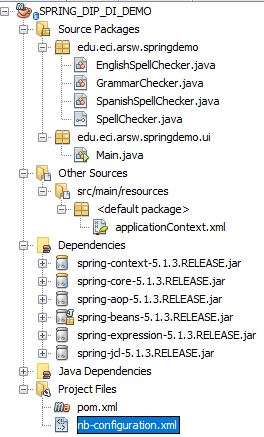 SPRING_DIP_DI_DEMO
Source Packages
edu.eci.arsw.springdemo
EnglishSpellChecker.java
GrammarChecker.java
SpanishSpellChecker.java
SpellChecker.java
edu.eci.arsw.springdemo.ui
Main.java
Other Sources
src/main/resources
<default package>
applicationContext.xml
Dependencies
spring-context-5.1.3.RELEASE.jar
spring-core-5.1.3.RELEASE.jar
spring-aop-5.1.3.RELEASE.jar
spring-beans-5.1.3.RELEASE.jar
spring-expression-5.1.3.RELEASE.jar
spring-jcl-5.1.3.RELEASE.jar
Java Dependencies
Project Files
pom.xml
nb-configuration.xml